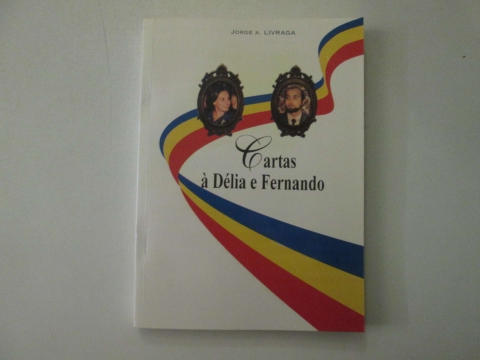 JORGE A. LIVRAGA
Cartas
à Délia e Fernando